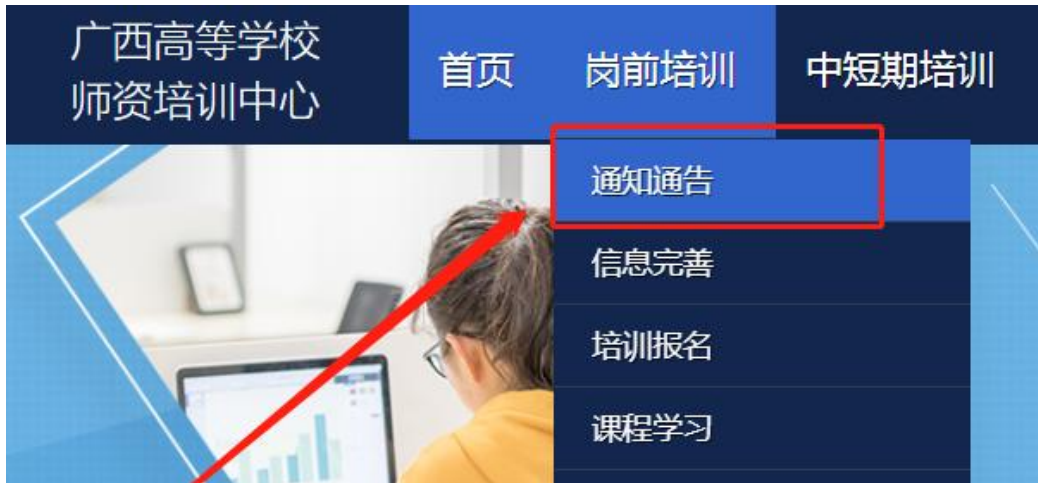 广西高等学校
师资培训中心
首页 岗前培训 中短期培训
通知通告
信息完善
培训报名
课程学习